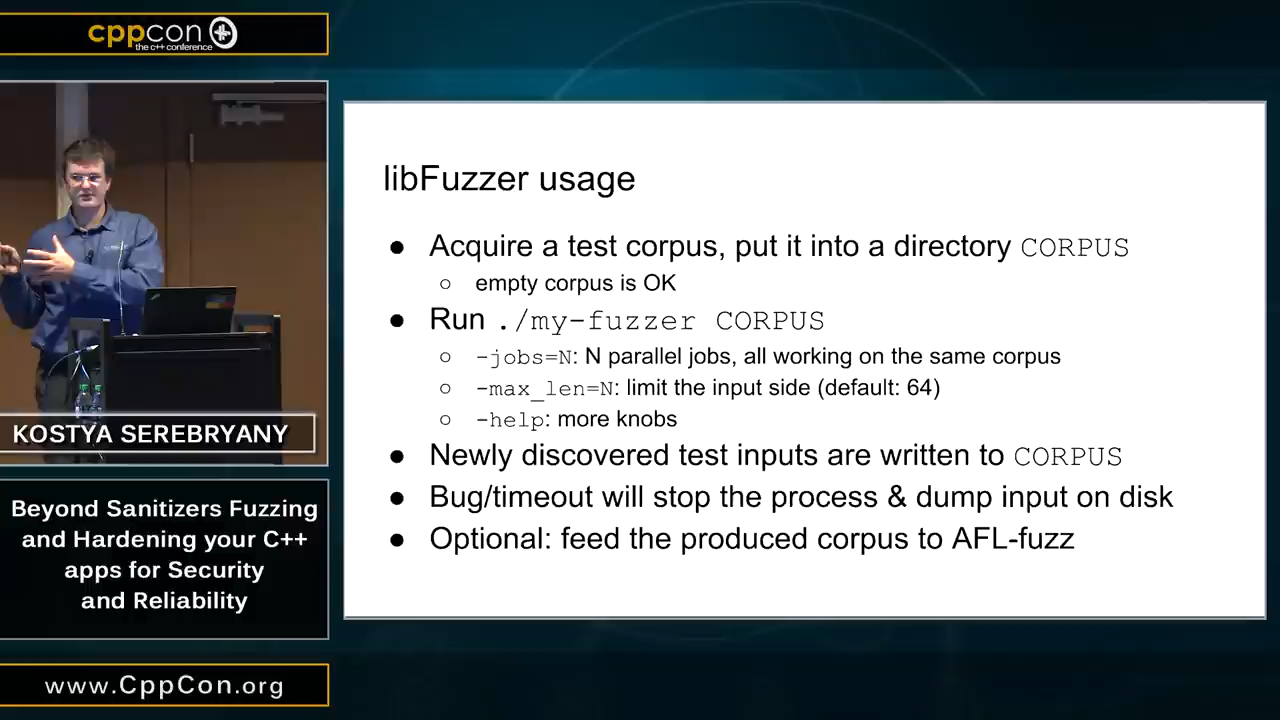 cppcon
the c++ conference
KOSTYA SEREBRYANY
Beyond Sanitizers Fuzzing
and Hardening your C++
apps for Security
and Reliability
www.CppCon.org
libFuzzer usage
● Acquire a test corpus, put it into a directory CORPUS
○ empty corpus is OK
● Run ./my-fuzzer CORPUS
○ -jobs=N: N parallel jobs, all working on the same corpus
○ -max_len=N: limit the input side (default: 64)
○ -help: more knobs
● Newly discovered test inputs are written to CORPUS
● Bug/timeout will stop the process & dump input on disk
● Optional: feed the produced corpus to AFL-fuzz